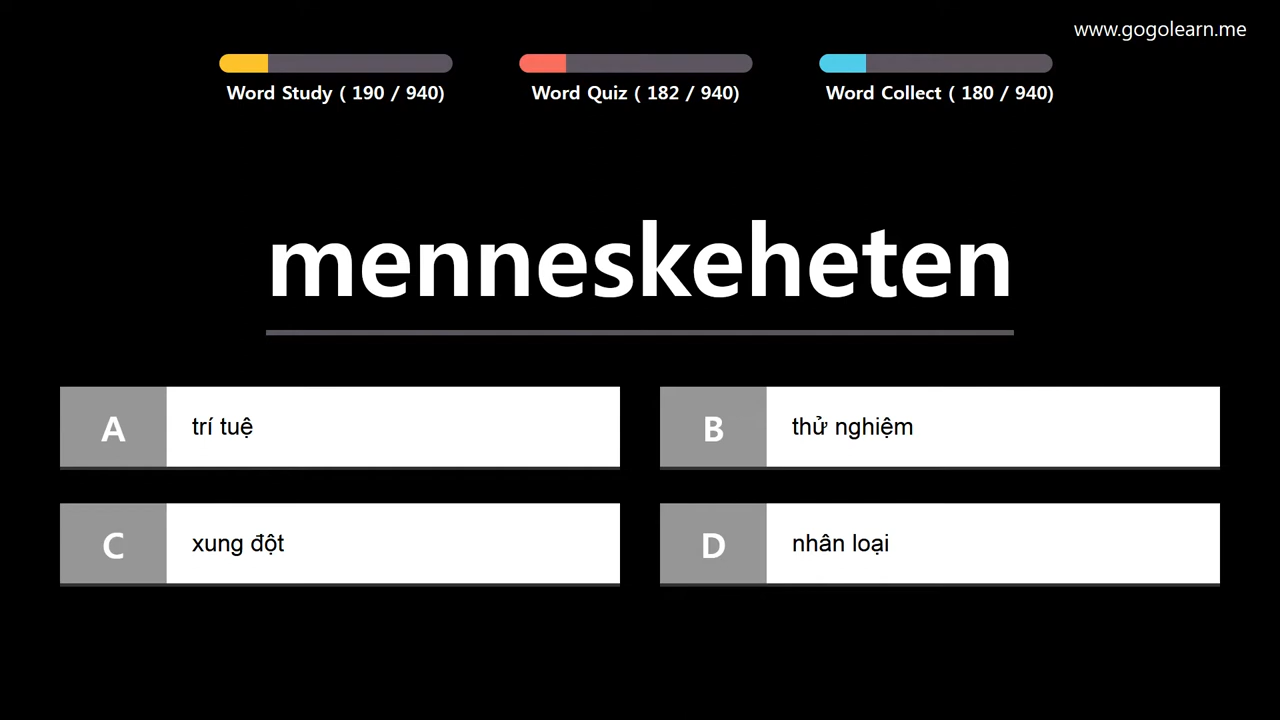 www.gogolearn.me
Word Study ( 190 / 940)
Word Quiz ( 182 / 940)
Word Collect ( 180 / 940)
menneskeheten
A trí tuệ
B thử nghiệm
C xung đột
D nhân loại